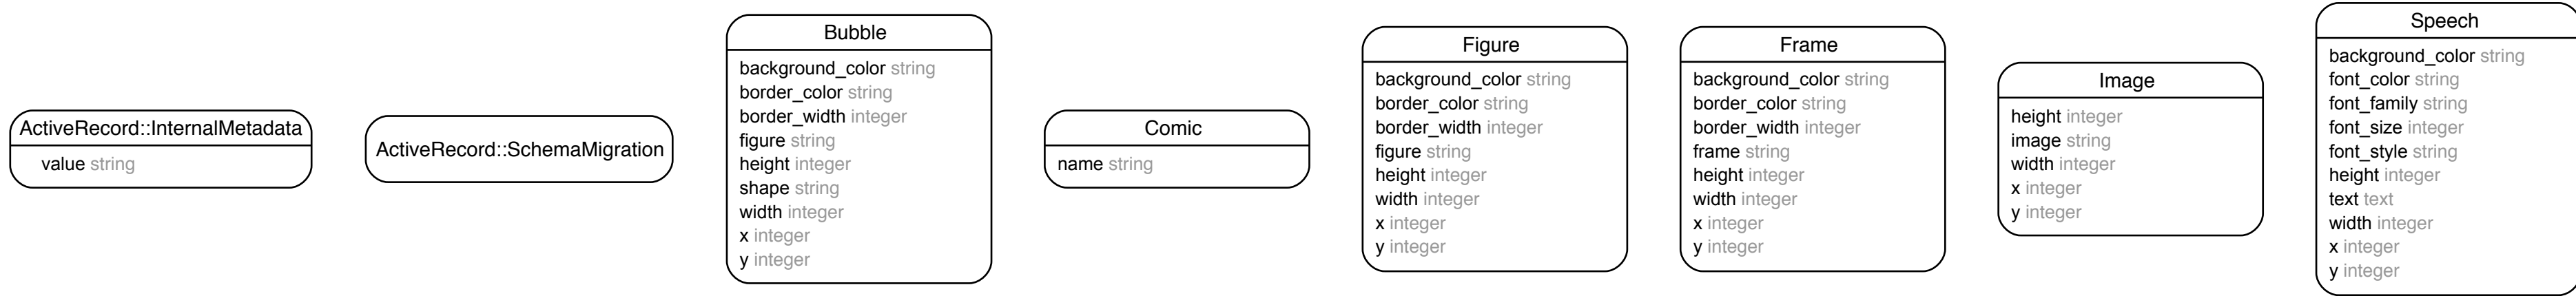 ActiveRecord::InternalMetadata
value string
ActiveRecord::SchemaMigration
Bubble
background_color string
border_color string
border_width integer
figure string
height integer
shape string
width integer
x integer
y integer
Comic
name string
Figure
background_color string
border_color string
border_width integer
figure string
height integer
width integer
x integer
y integer
Frame
background_color string
border_color string
border_width integer
frame string
height integer
width integer
x integer
y integer
Image
height integer
image string
width integer
x integer
y integer
Speech
background_color string
font_color string
font_family string
font_size integer
font_style string
height integer
text text
width integer
x integer
y integer